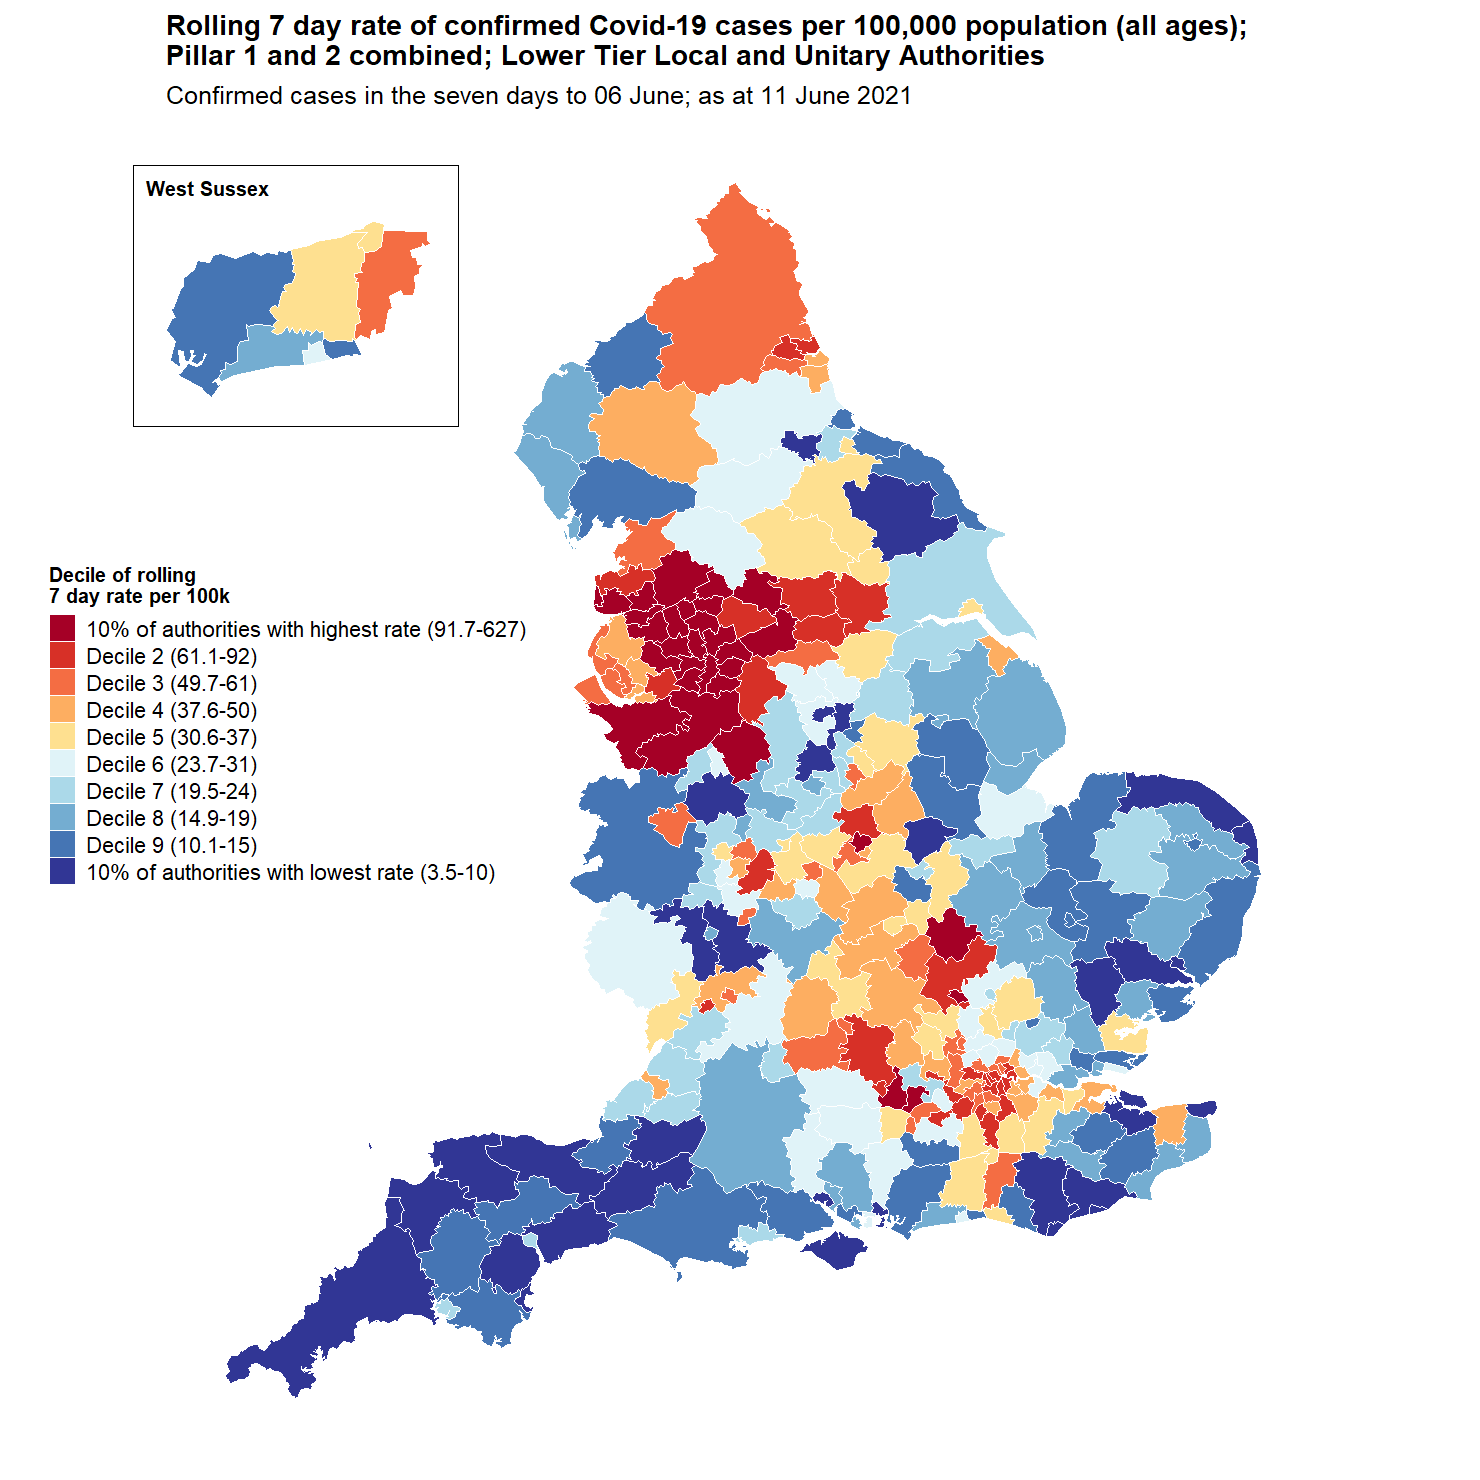 Rolling 7 day rate of confirmed Covid-19 cases per 100,000 population (all ages);
Pillar 1 and 2 combined; Lower Tier Local and Unitary Authorities
Confirmed cases in the seven days to 06 June; as at 11 June 2021
West Sussex
Decile of rolling
7 day rate per 100k
10% of authorities with highest rate (91.7-627)
Decile 2 (61.1-92)
Decile 3 (49.7-61)
Decile 4 (37.6-50)
Decile 5 (30.6-37)
Decile 6 (23.7-31)
Decile 7 (19.5-24)
Decile 8 (14.9-19)
Decile 9 (10.1-15)
10% of authorities with lowest rate (3.5-10)